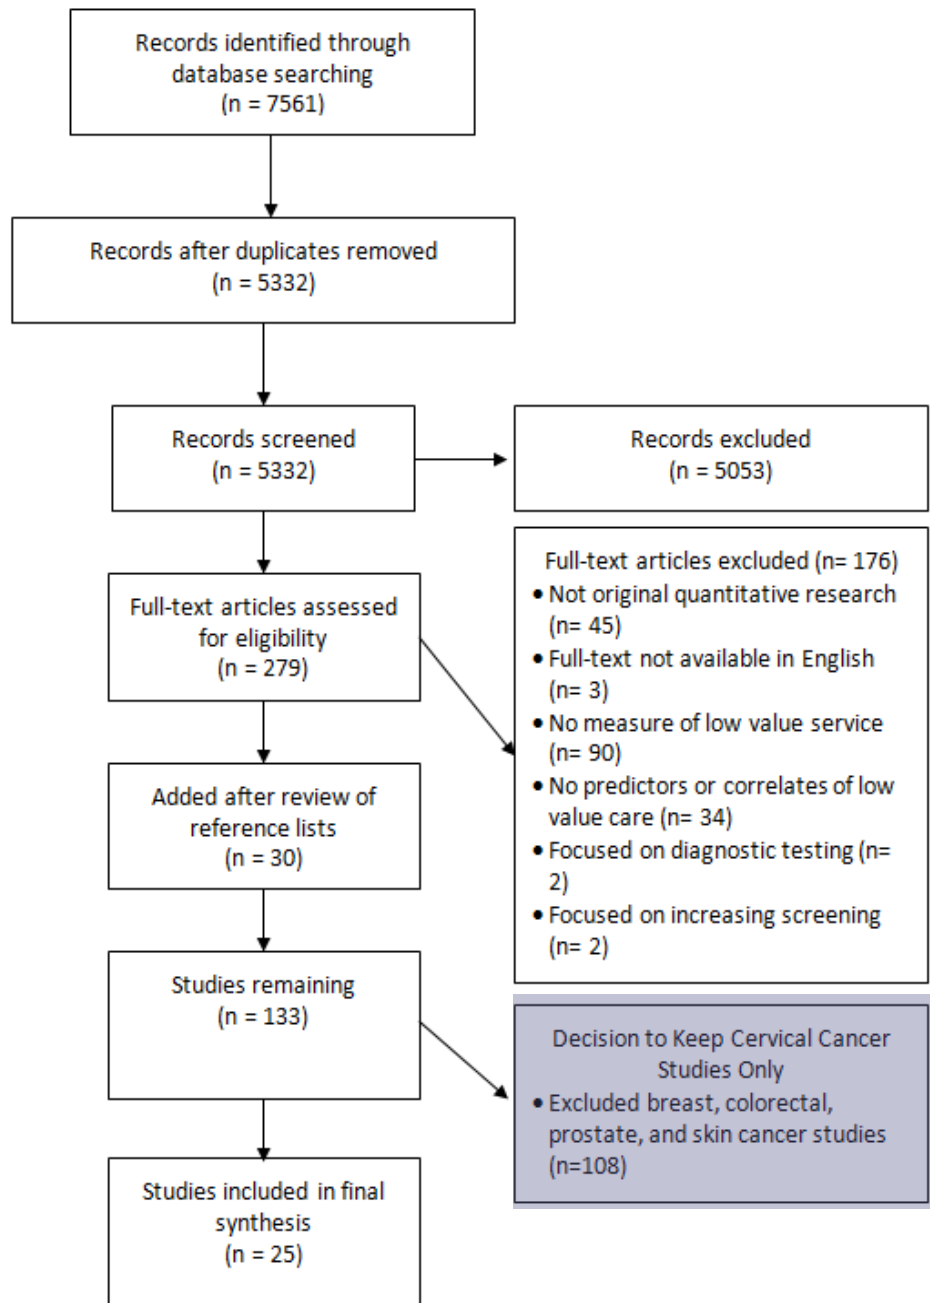 Records identified through
database searching
(n = 7561)
Records after duplicates removed
(n = 5332)
Records screened
(n = 5332)
Records excluded
(n = 5053)
Full-text articles assessed
for eligibility
(n = 279)
Full-text articles excluded (n= 176)
• Not original quantitative research
(n= 45)
• Full-text not available in English
(n= 3)
• No measure of low value service
(n= 90)
• No predictors or correlates of low
value care (n= 34)
• Focused on diagnostic testing (n=
2)
• Focused on increasing screening
(n= 2)
Added after review of
reference lists
(n = 30)
Studies remaining
(n = 133)
Decision to Keep Cervical Cancer
Studies Only
• Excluded breast, colorectal,
prostate, and skin cancer studies
(n=108)
Studies included in final
synthesis
(n = 25)